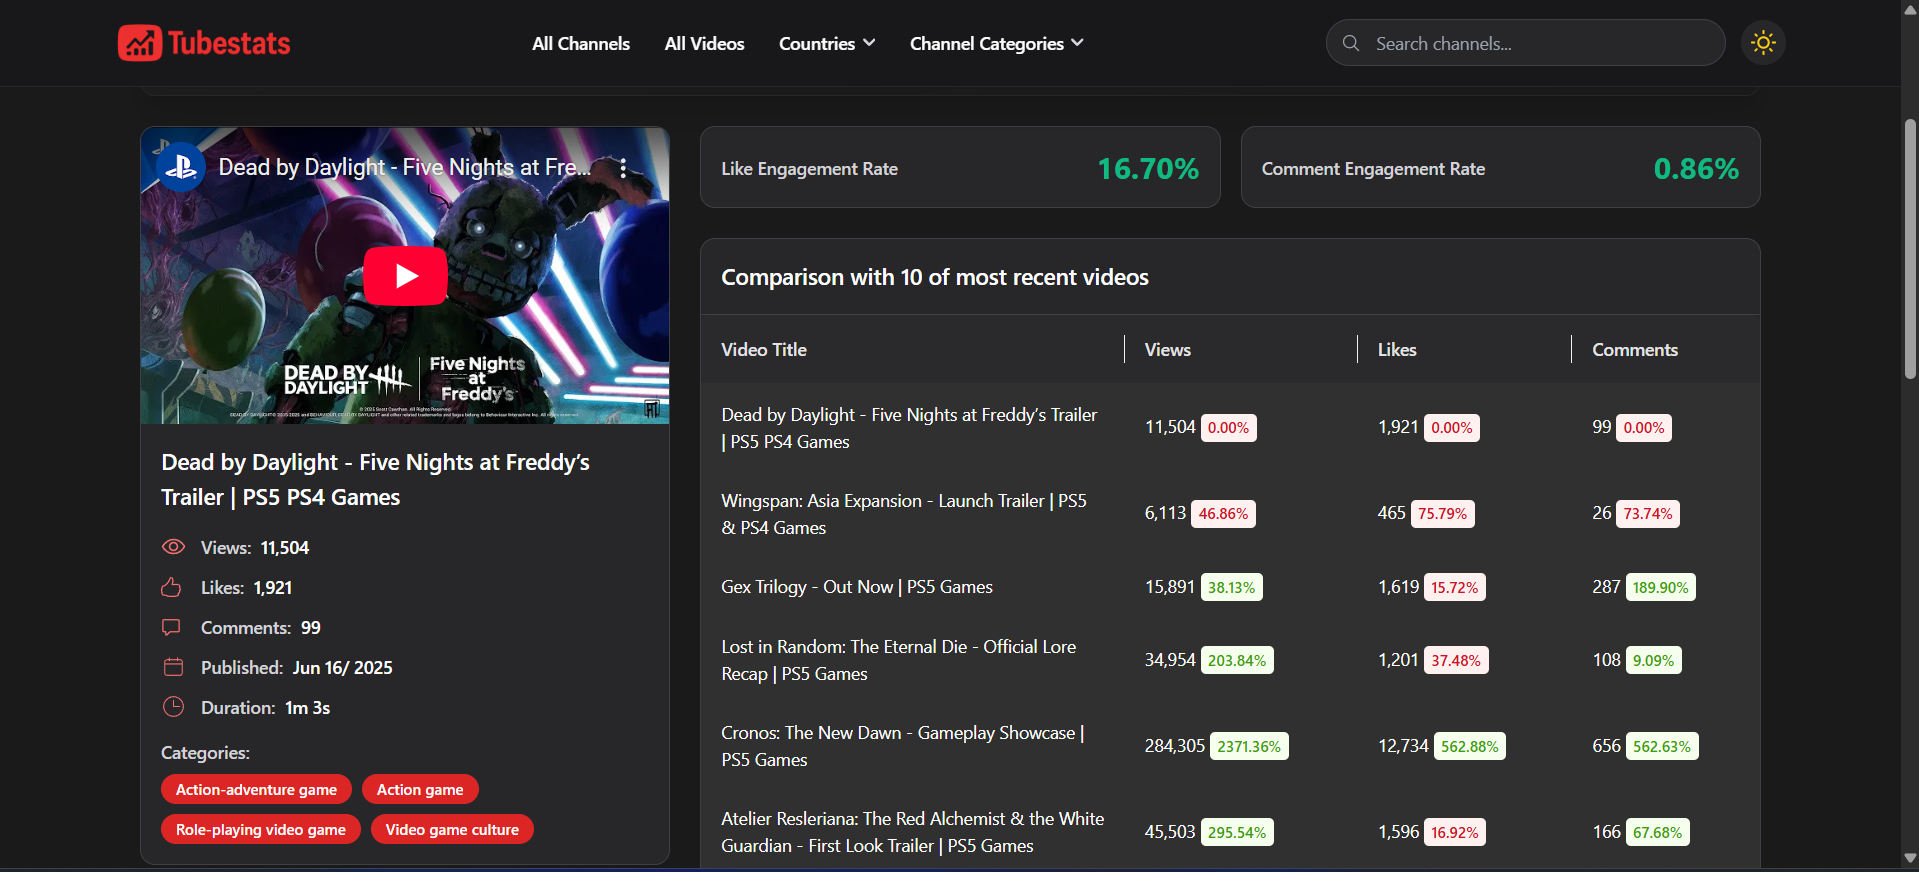 Tubestats
All Channels
All Videos
Countries
Channel Categories
Search channels...
Dead by Daylight - Five Nights at Fre...
DEAD BY
DAYLIGHT
Five Nights
at
Freddy's
Dead by Daylight - Five Nights at Freddy’s
Trailer | PS5 PS4 Games
Views: 11,504
Likes: 1,921
Comments: 99
Published: Jun 16/ 2025
Duration: 1m 3s
Categories:
Action-adventure game
Action game
Role-playing video game
Video game culture
Like Engagement Rate
16.70%
Comment Engagement Rate
0.86%
Comparison with 10 of most recent videos
Video Title
Views
Likes
Comments
Dead by Daylight - Five Nights at Freddy’s Trailer
| PS5 PS4 Games
11,504 0.00%
1,921 0.00%
99 0.00%
Wingspan: Asia Expansion - Launch Trailer | PS5
& PS4 Games
6,113 46.86%
465 75.79%
26 73.74%
Gex Trilogy - Out Now | PS5 Games
15,891 38.13%
1,619 15.72%
287 189.90%
Lost in Random: The Eternal Die - Official Lore
Recap | PS5 Games
34,954 203.84%
1,201 37.48%
108 9.09%
Cronos: The New Dawn - Gameplay Showcase |
PS5 Games
284,305 2371.36%
12,734 562.88%
656 562.63%
Atelier Resleriana: The Red Alchemist & the White
Guardian - First Look Trailer | PS5 Games
45,503 295.54%
1,596 16.92%
166 67.68%